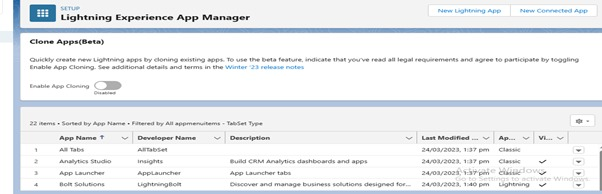 SETUP
Lightning Experience App Manager
New Lightning App
New Connected App
Clone Apps(Beta)
Quickly create new Lightning apps by cloning existing apps. To use the beta feature, indicate that you've read all legal requirements and agree to participate by toggling
Enable App Cloning. See additional details and terms in the Winter '23 release notes
Enable App Cloning
Disabled
22 items • Sorted by App Name • Filtered by All appmenuitems - TabSet Type
App Name ↑ Developer Name Description Last Modified ... Ap... Vi...
1 All Tabs AllTabSet 24/03/2023, 1:37 pm Classic
2 Analytics Studio Insights Build CRM Analytics dashboards and apps 24/03/2023, 1:37 pm Classic
3 App Launcher AppLauncher App Launcher tabs 24/03/2023, 1:37 pm Classic
4 Bolt Solutions LightningBolt Discover and manage business solutions designed for... 24/03/2023, 1:40 pm Lightning
Activate Windows
Go to Settings to activate Windows.